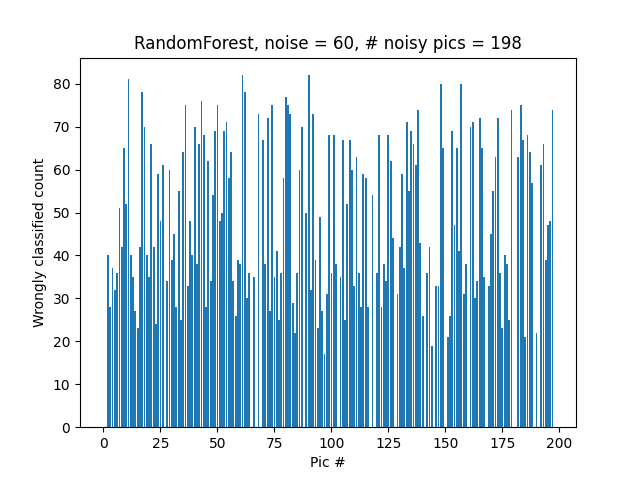 RandomForest, noise = 60, # noisy pics = 198
80
70
60
50
40
30
20
10
0
Wrongly classified count
0 25 50 75 100 125 150 175 200
Pic #